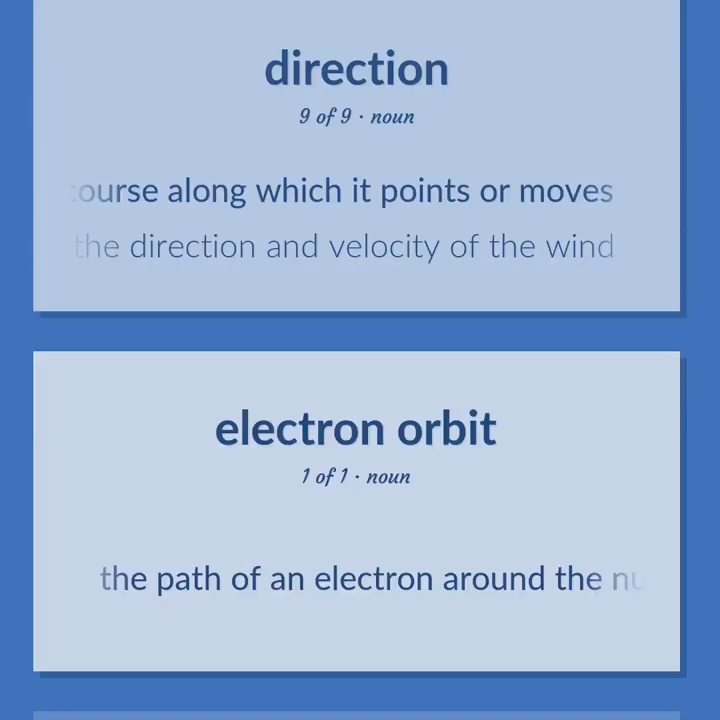 direction
9 of 9 · noun
course along which it points or moves
the direction and velocity of the wind
electron orbit
1 of 1 · noun
the path of an electron around the